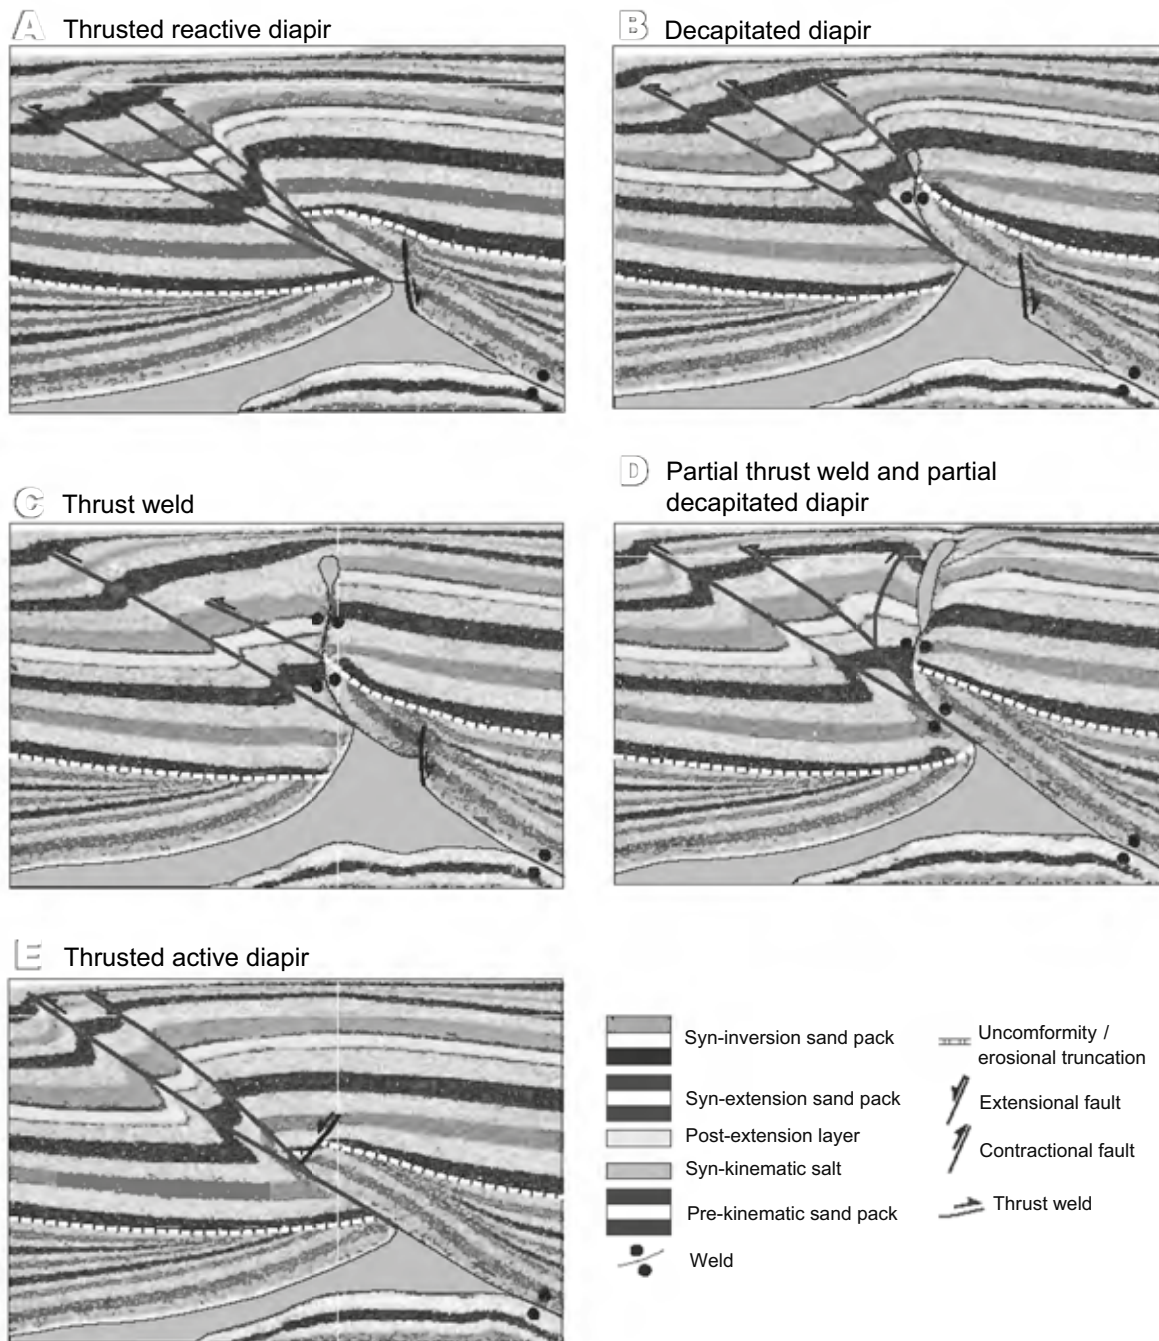 A Thrusted reactive diapir
B Decapitated diapir
C Thrust weld
D Partial thrust weld and partial
decapitated diapir
E Thrusted active diapir
Syn-inversion sand pack
Syn-extension sand pack
Post-extension layer
Syn-kinematic salt
Pre-kinematic sand pack
Weld
Uncomformity /
erosional truncation
Extensional fault
Contractional fault
Thrust weld